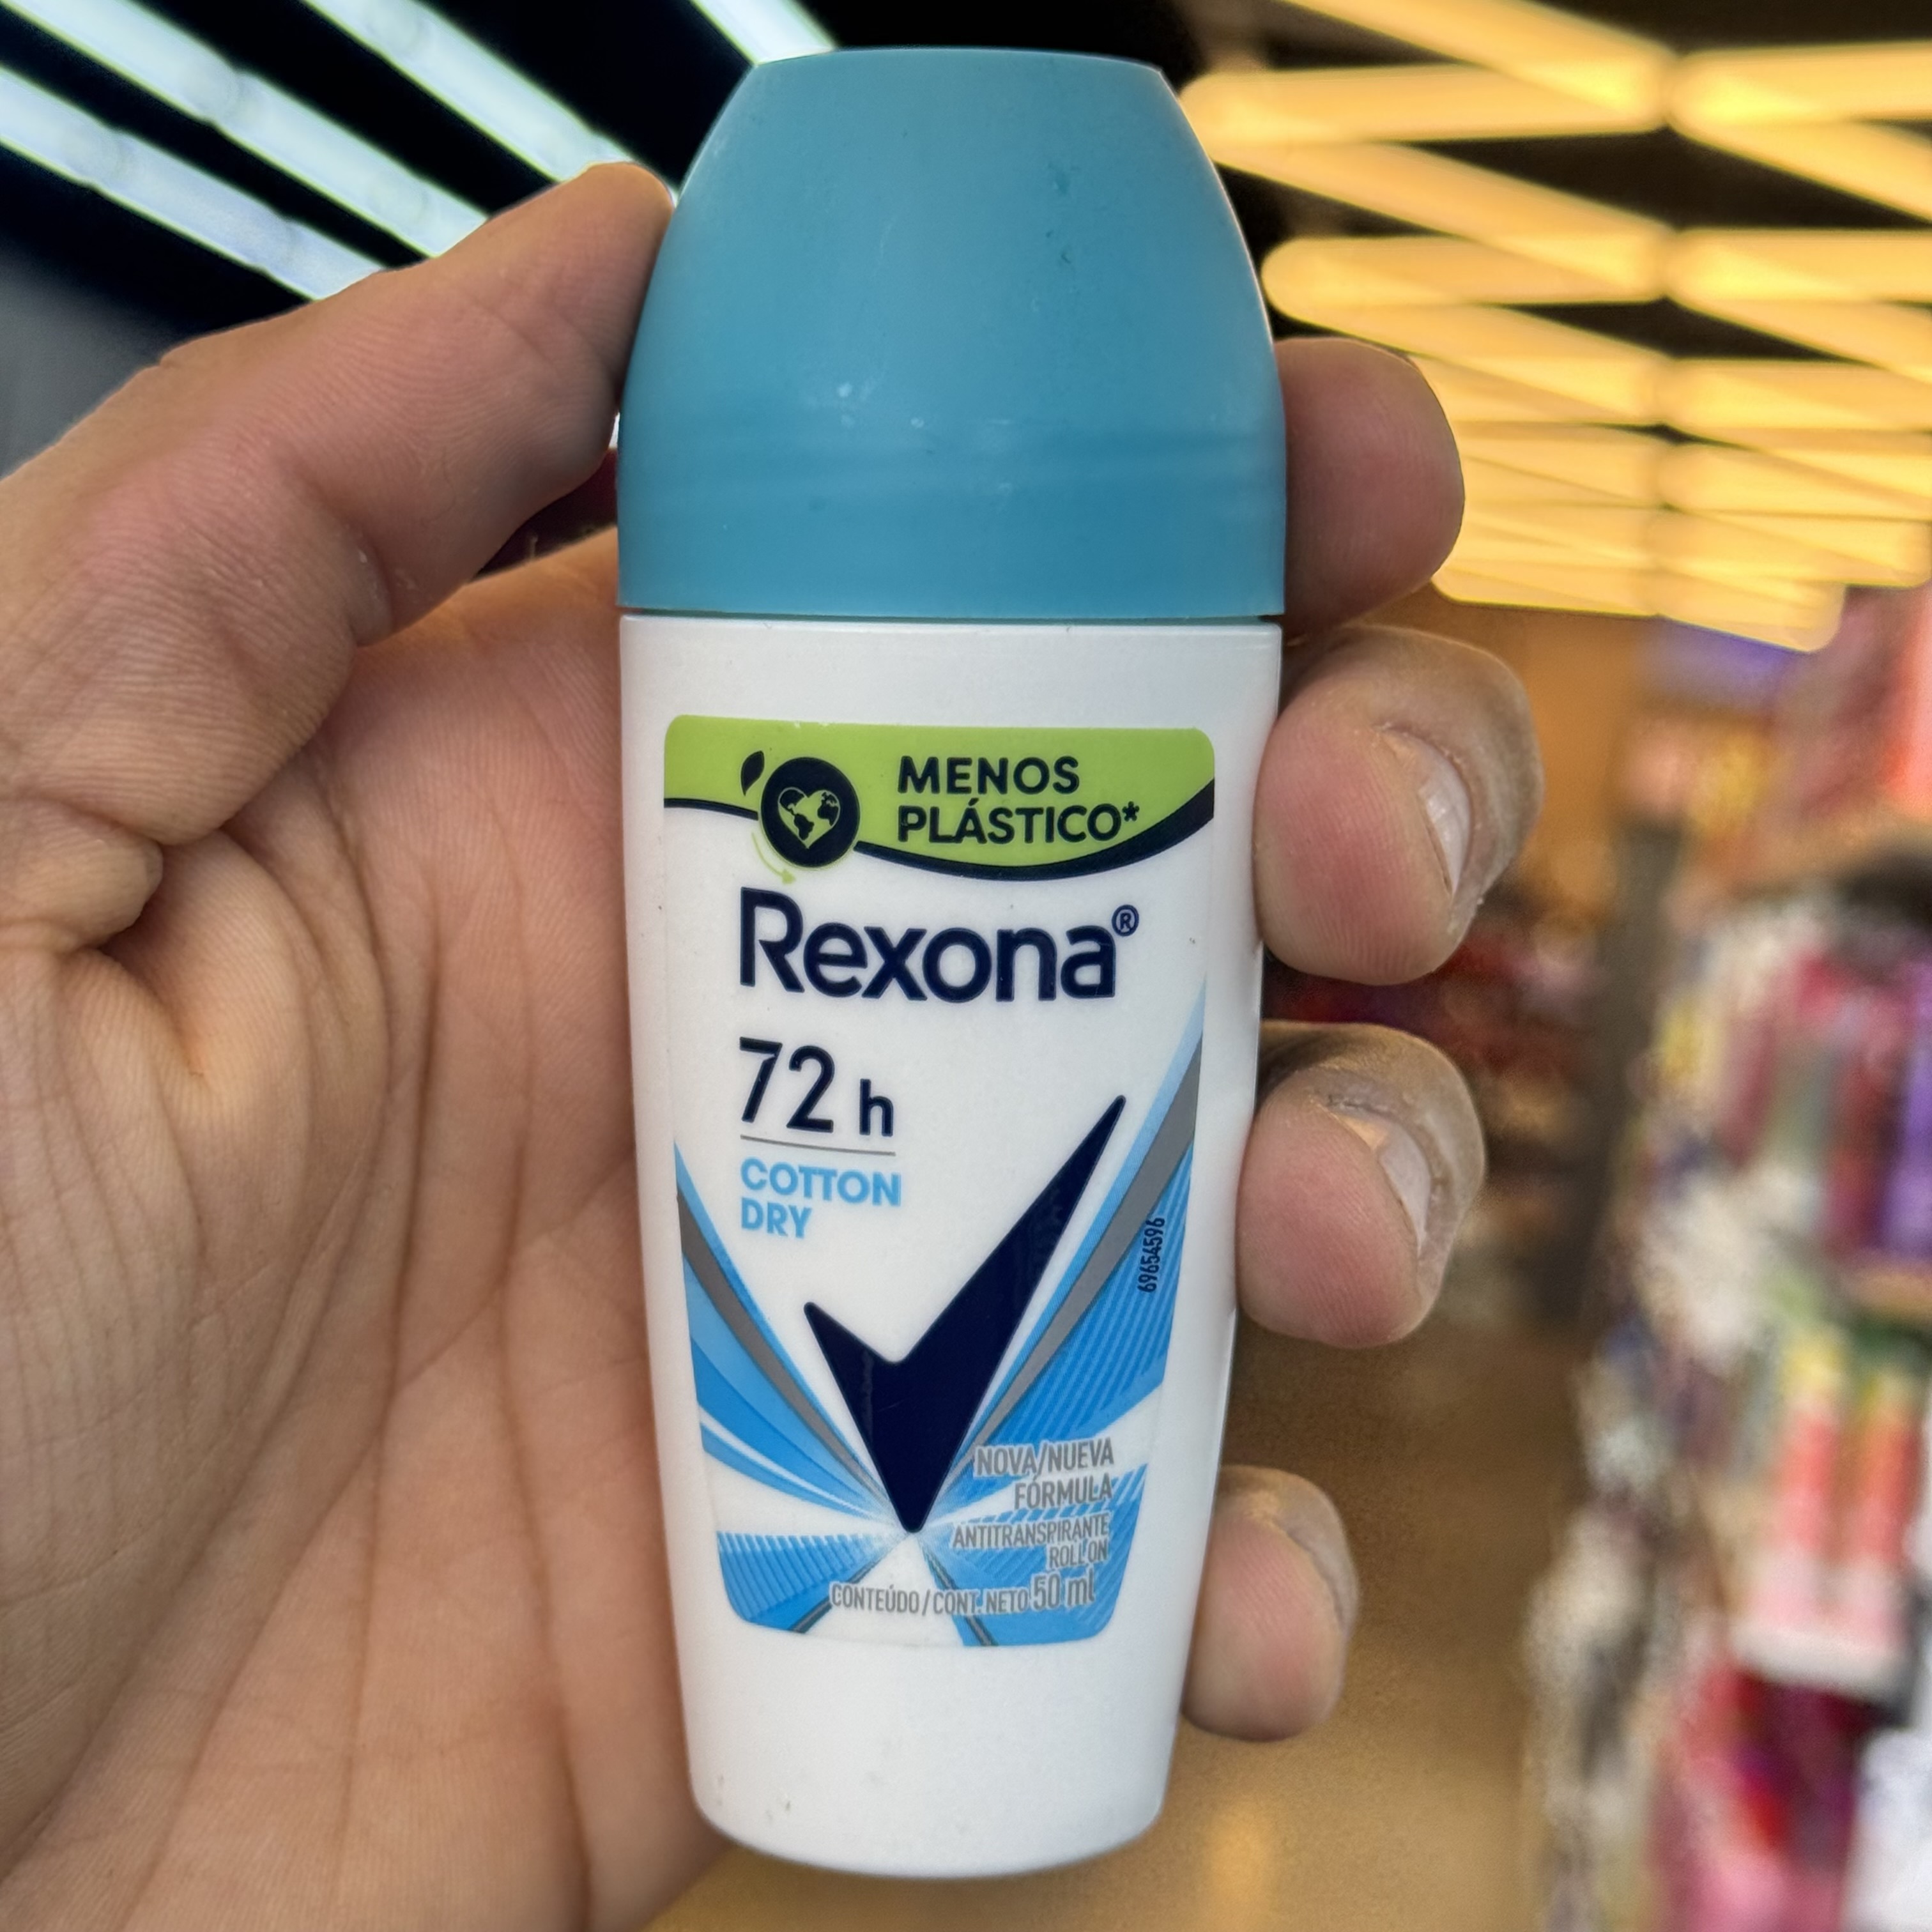 MENOS
PLÁSTICO*
Rexona®
72 h
COTTON
DRY
69654596
NOVA/NUEVA
FÓRMULA
ANTITRANSPIRANTE
ROLL ON
CONTEÚDO/CONT. NETO 50 ml